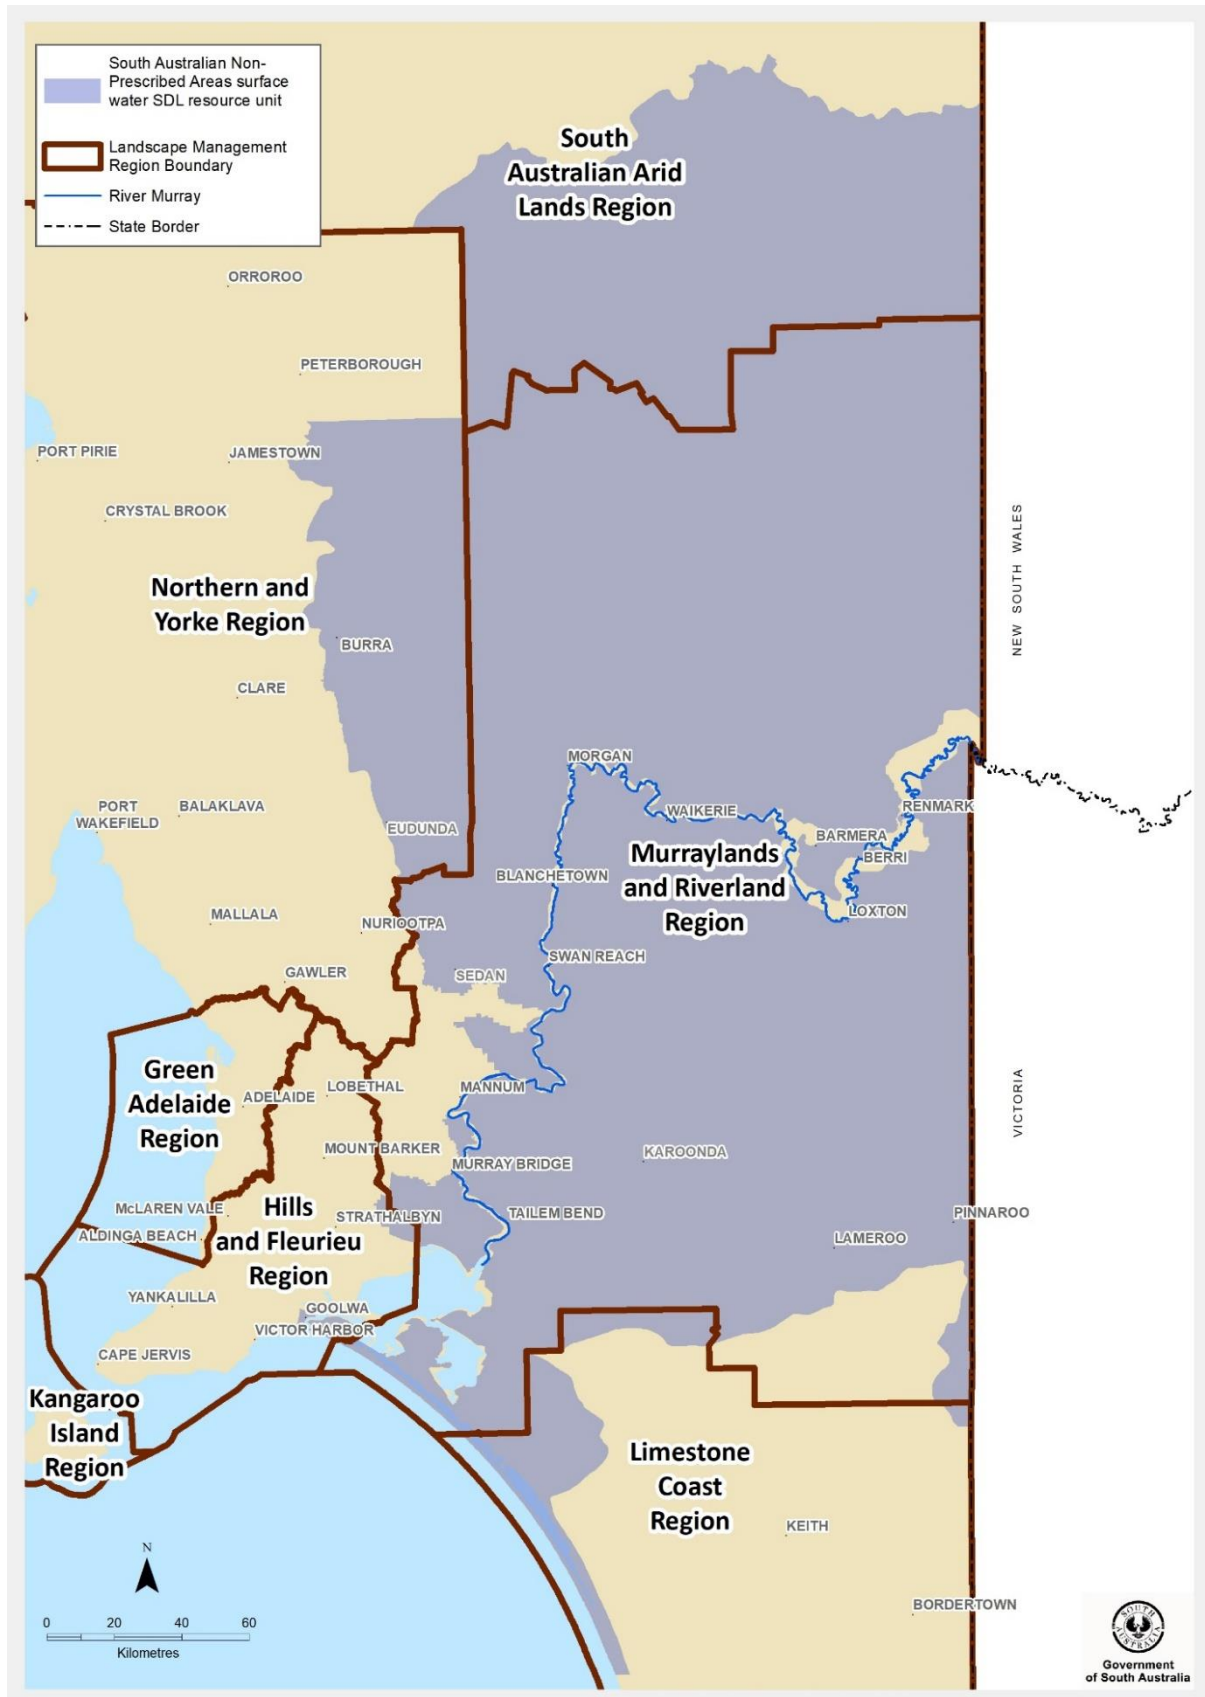 South Australian Non-
Prescribed Areas surface
water SDL resource unit
Landscape Management
Region Boundary
River Murray
State Border
South
Australian Arid
Lands Region
ORROROO
PETERBOROUGH
PORT PIRIE
JAMESTOWN
CRYSTAL BROOK
NEW SOUTH WALES
Northern and
Yorke Region
BURRA
CLARE
MORGAN
PORT
WAKEFIELD
BALAKLAVA
EUDUNDA
WAIKERIE
RENMARK
BARMERA
BERRI
Murraylands
and Riverland
Region
BLANCHETOWN
MALLALA
NURIOOTPA
LOXTON
SWAN REACH
GAWLER
SEDAN
Green
Adelaide
Region
ADELAIDE
LOBETHAL
MANNUM
VICTORIA
MOUNT BARKER
MURRAY BRIDGE
KAROONDA
McLAREN VALE
ALDINGA BEACH
Hills
and Fleurieu
Region
STRATHALBYN
TAILEM BEND
PINNAROO
LAMEROO
YANKALILLA
GOOLWA
VICTOR HARBOR
CAPE JERVIS
Kangaroo
Island
Region
Limestone
Coast
Region
KEITH
BORDERTOWN
N
0 20 40 60
Kilometres
SOUTH
AUSTRALIA
Government
of South Australia